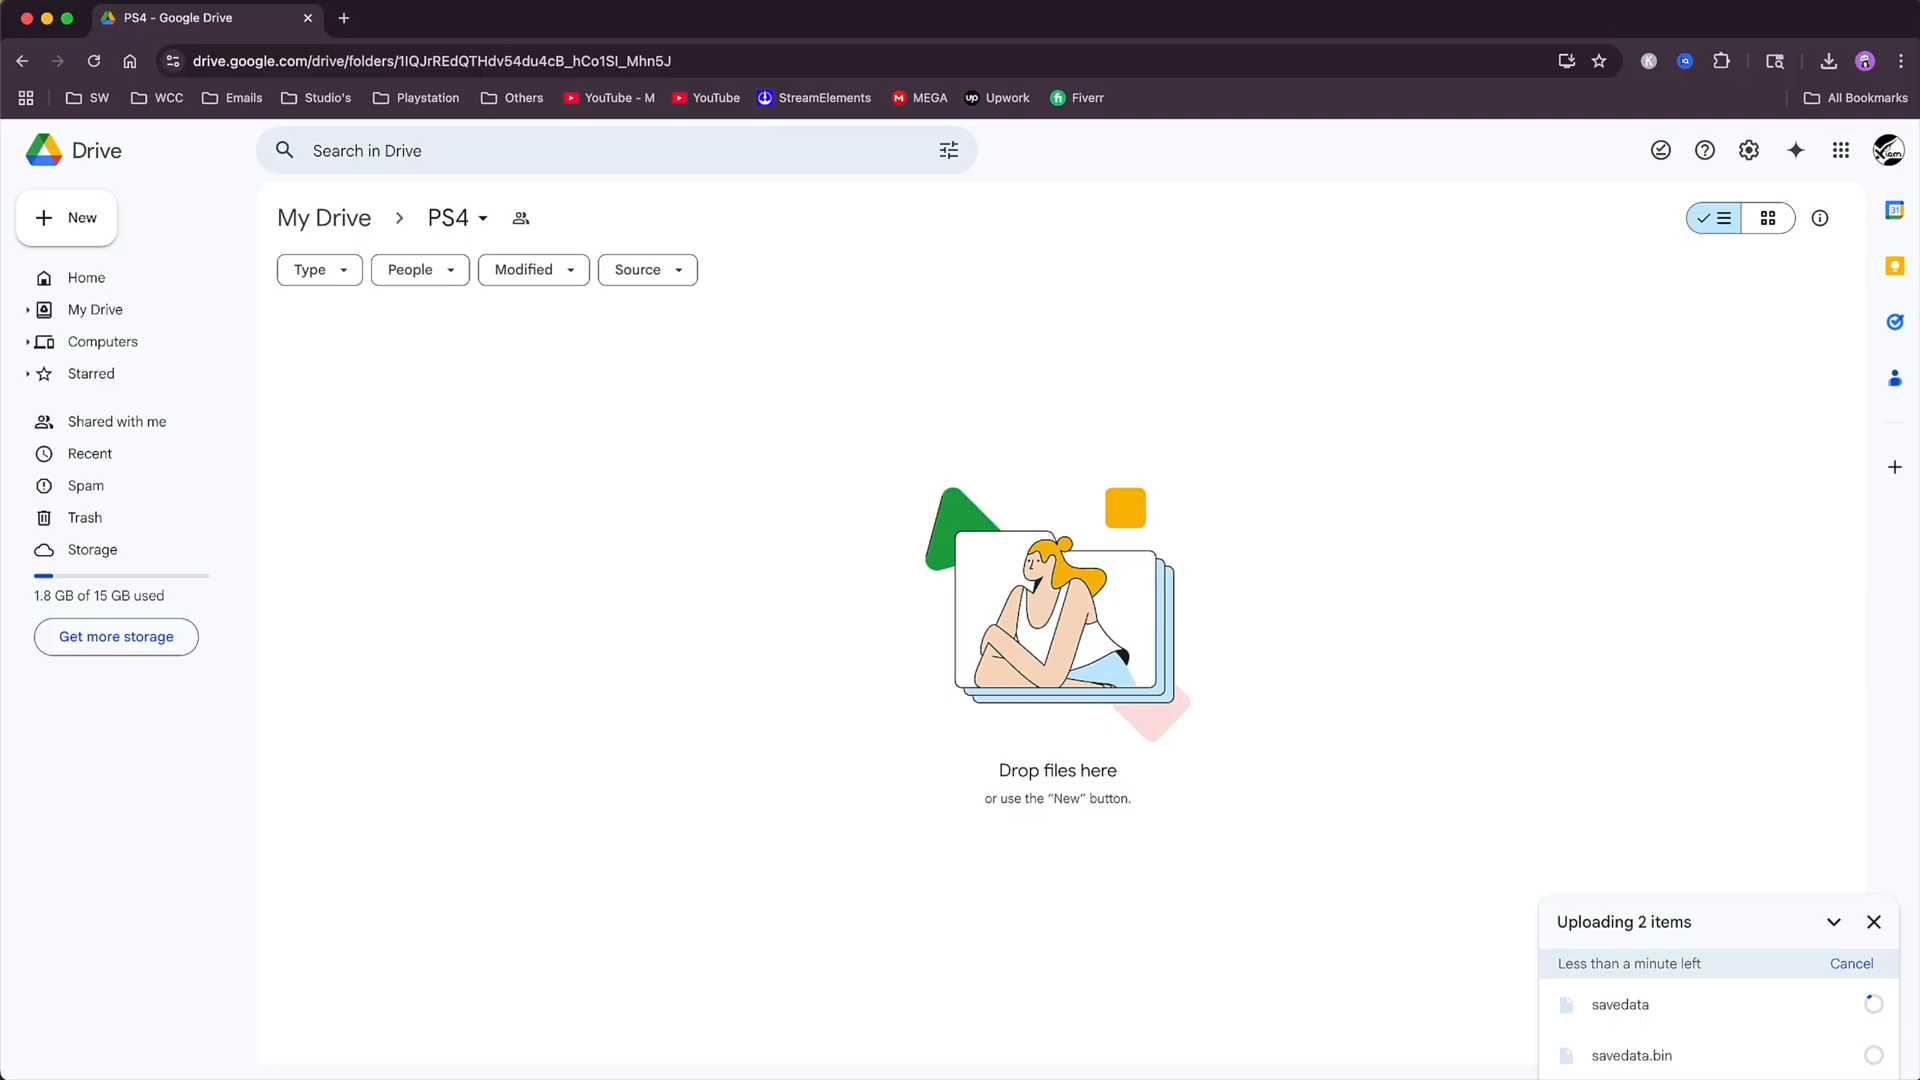 PS4 - Google Drive
drive.google.com/drive/folders/1IQJrREdQTHdv54du4cB_hCo1SI_Mhn5J
SW
WCC
Emails
Studio's
Playstation
Others
YouTube - M
YouTube
StreamElements
MEGA
Upwork
Fiverr
All Bookmarks
Drive
Search in Drive
New
My Drive
PS4
Type
People
Modified
Source
Home
My Drive
Computers
Starred
Shared with me
Recent
Spam
Trash
Storage
1.8 GB of 15 GB used
Get more storage
Drop files here
or use the “New” button.
Uploading 2 items
Less than a minute left
Cancel
savedata
savedata.bin